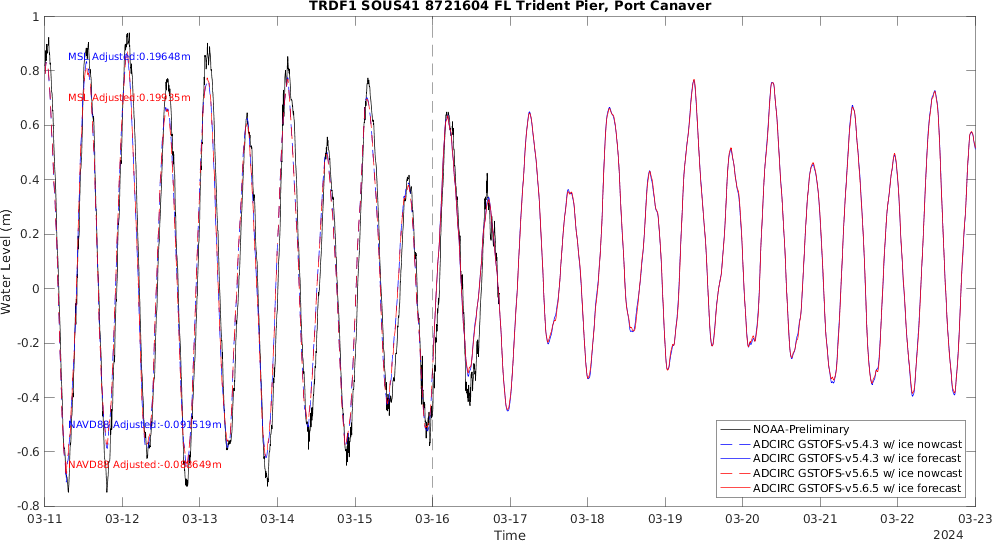 TRDF1 SOUS41 8721604 FL Trident Pier, Port Canaver
1
0.8
0.6
0.4
0.2
0
-0.2
-0.4
-0.6
-0.8
Water Level (m)
MSL Adjusted:0.19648m
MSL Adjusted:0.19935m
NAVD88 Adjusted:-0.091519m
NAVD88 Adjusted:-0.088649m
NOAA-Preliminary
ADCIRC GSTOFS-v5.4.3 w/ ice nowcast
ADCIRC GSTOFS-v5.4.3 w/ ice forecast
ADCIRC GSTOFS-v5.6.5 w/ ice nowcast
ADCIRC GSTOFS-v5.6.5 w/ ice forecast
03-11 03-12 03-13 03-14 03-15 03-16 03-17 03-18 03-19 03-20 03-21 03-22 03-23
Time
2024